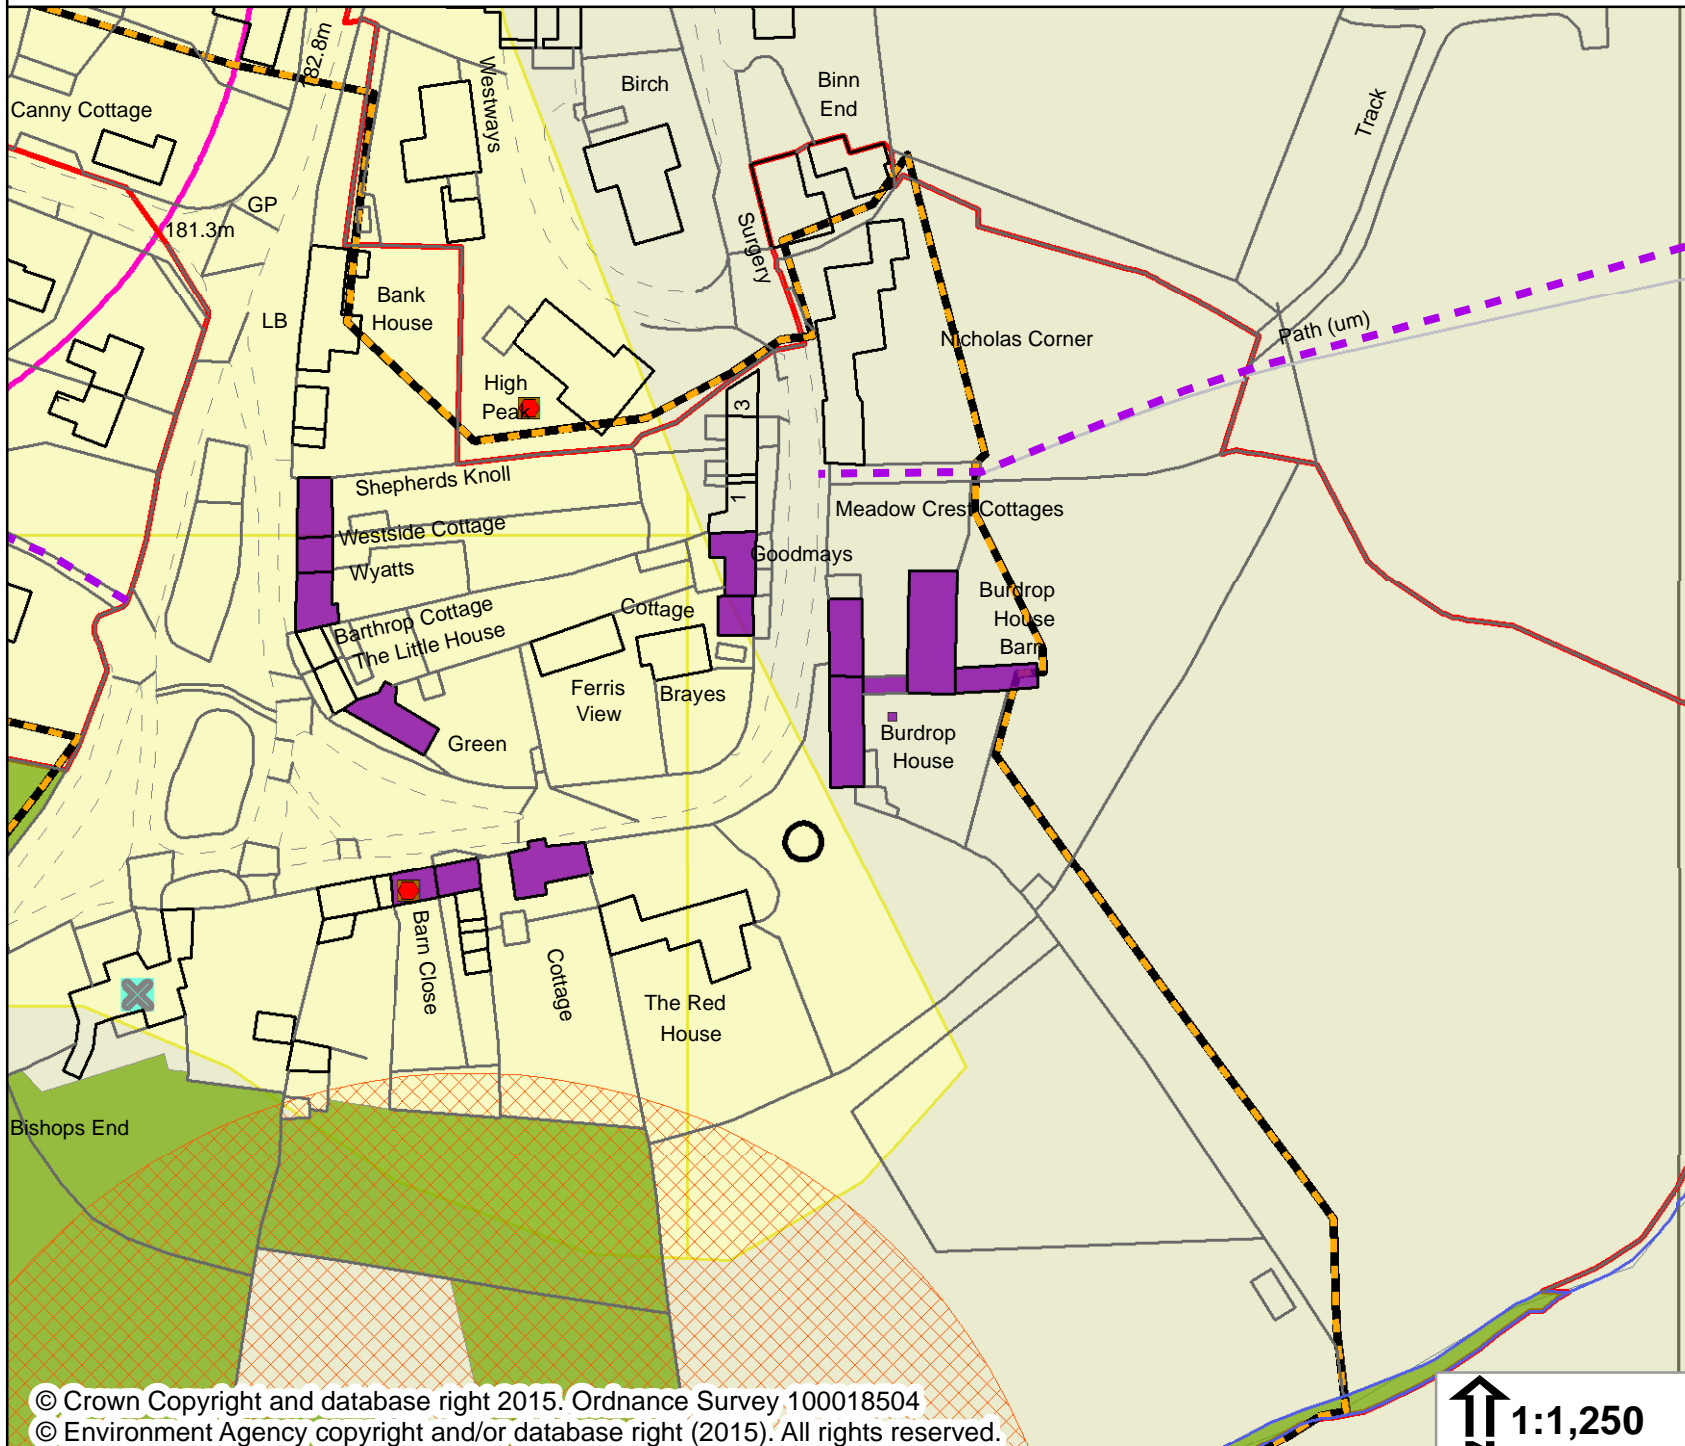 182.8m
Westways
Birch
Binn
End
Track
Canny Cottage
GP
181.3m
Surgery
Bank
House
LB
Path (um)
Nicholas Corner
High
Peak
3
Shepherds Knoll
1
Meadow Crest Cottages
Westside Cottage
Goodmays
Wyatts
Burdrop
House
Barn
Cottage
Barthrop Cottage
The Little House
Ferris
View
Brayes
Green
Burdrop
House
Barn Close
Cottage
The Red
House
Bishops End
© Crown Copyright and database right 2015. Ordnance Survey 100018504
© Environment Agency copyright and/or database right (2015). All rights reserved.
1:1,250